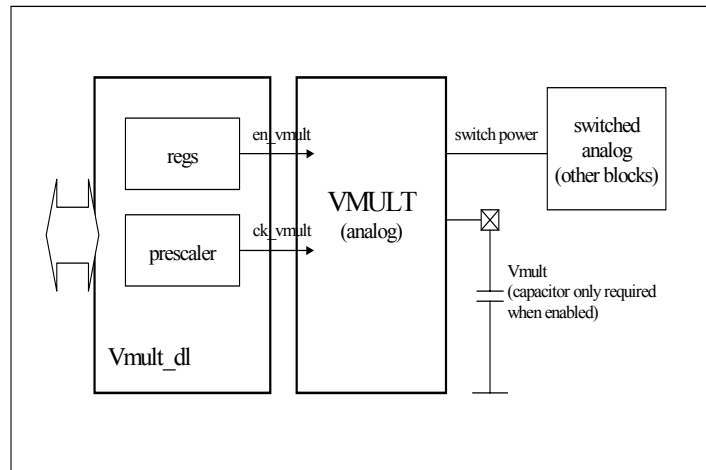 regs
en_vmult
prescaler
ck_vmult
Vmult_dl
VMULT
(analog)
switch power
switched
analog
(other blocks)
Vmult
(capacitor only required
when enabled)